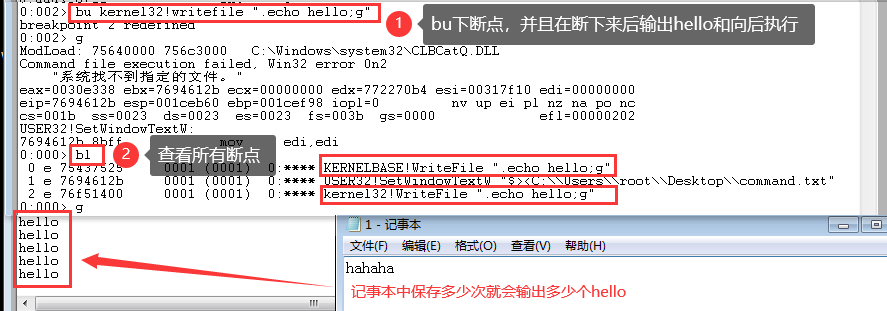 0:002> bu kernel32!writefile ".echo hello;g"
breakpoint 2 redefined
0:002> g
ModLoad: 75640000 756c3000   C:\Windows\system32\CLBCatQ.DLL
Command file execution failed, Win32 error 0n2
"系统找不到指定的文件。"
eax=0030e338 ebx=7694612b ecx=00000000 edx=772270b4 esi=00317f10 edi=00000000
eip=7694612b esp=001ceb60 ebp=001cef98 iopl=0         nv up ei pl nz na po nc
cs=001b  ss=0023  ds=0023  es=0023  fs=003b  gs=0000             efl=00000202
USER32!SetWindowTextW:
7694612b 8bff            mov     edi,edi
0:000> bl
0 e 75437525     0001 (0001)  0:**** KERNELBASE!WriteFile ".echo hello;g"
1 e 7694612b     0001 (0001)  0:**** USER32!SetWindowTextW "$><C:\\Users\\root\\Desktop\\command.txt"
2 e 76f51400     0001 (0001)  0:**** kernel32!WriteFile ".echo hello;g"
0:000> g
hello
hello
hello
hello
hello
1 bu下断点，并且在断下来后输出hello和向后执行
2 查看所有断点
1 - 记事本
文件(F) 编辑(E) 格式(O) 查看(V) 帮助(H)
hahaha
记事本中保存多少次就会输出多少个hello